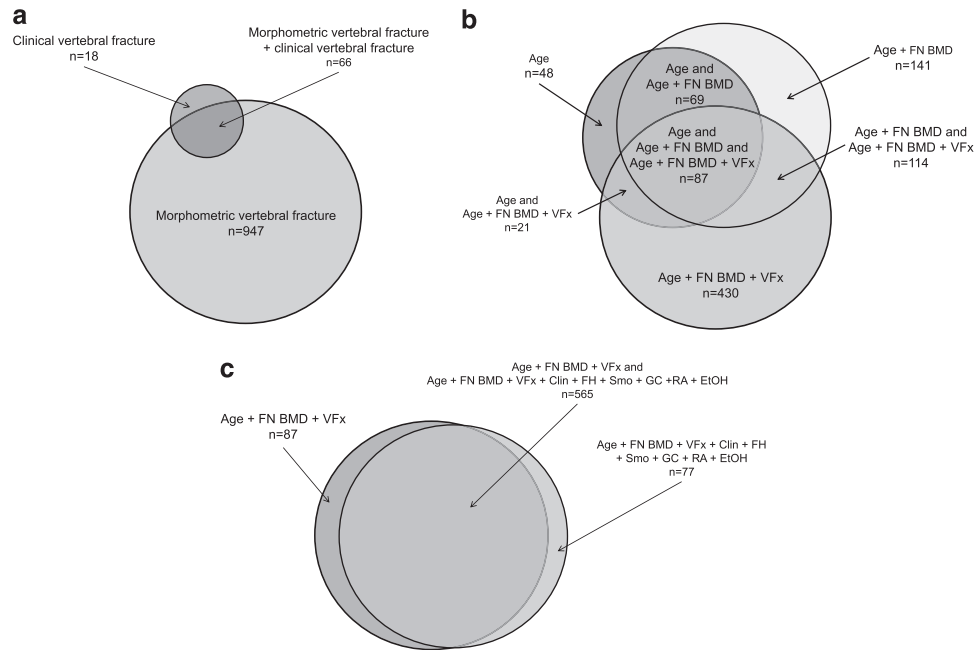 a
Clinical vertebral fracture
n=18
Morphometric vertebral fracture
+ clinical vertebral fracture
n=66
Morphometric vertebral fracture
n=947
b
Age
n=48
Age and
Age + FN BMD
n=69
Age + FN BMD
n=141
Age and
Age + FN BMD and
Age + FN BMD + VFx
n=87
Age + FN BMD and
Age + FN BMD + VFx
n=114
Age and
Age + FN BMD + VFx
n=21
Age + FN BMD + VFx
n=430
c
Age + FN BMD + VFx
n=87
Age + FN BMD + VFx and
Age + FN BMD + VFx + Clin + FH + Smo + GC +RA + EtOH
n=565
Age + FN BMD + VFx + Clin + FH
+ Smo + GC + RA + EtOH
n=77